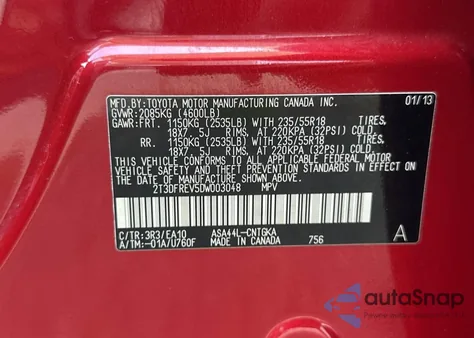 MFD.BY:TOYOTA MOTOR MANUFACTURING CANADA INC. 01/13
GVWR: 2085KG (4600LB)
GAWR:FRT. 1150KG (2535LB) WITH 235/55R18 TIRES.
18X7. 5J RIMS, AT 220KPA (32PSI) COLD.
RR. 1150KG (2535LB) WITH 235/55R18 TIRES.
18X7. 5J RIMS, AT 220KPA (32PSI) COLD.
THIS VEHICLE CONFORMS TO ALL APPLICABLE FEDERAL MOTOR
VEHICLE SAFETY STANDARDS IN EFFECT ON THE DATE OF
MANUFACTURE SHOWN ABOVE.
2T3DFREV5DW003048 MPV
C/TR:3R3/EA10 ASA44L-CNTGKA
A/TM:-01A/U760F MADE IN CANADA 756 A
autoSnap